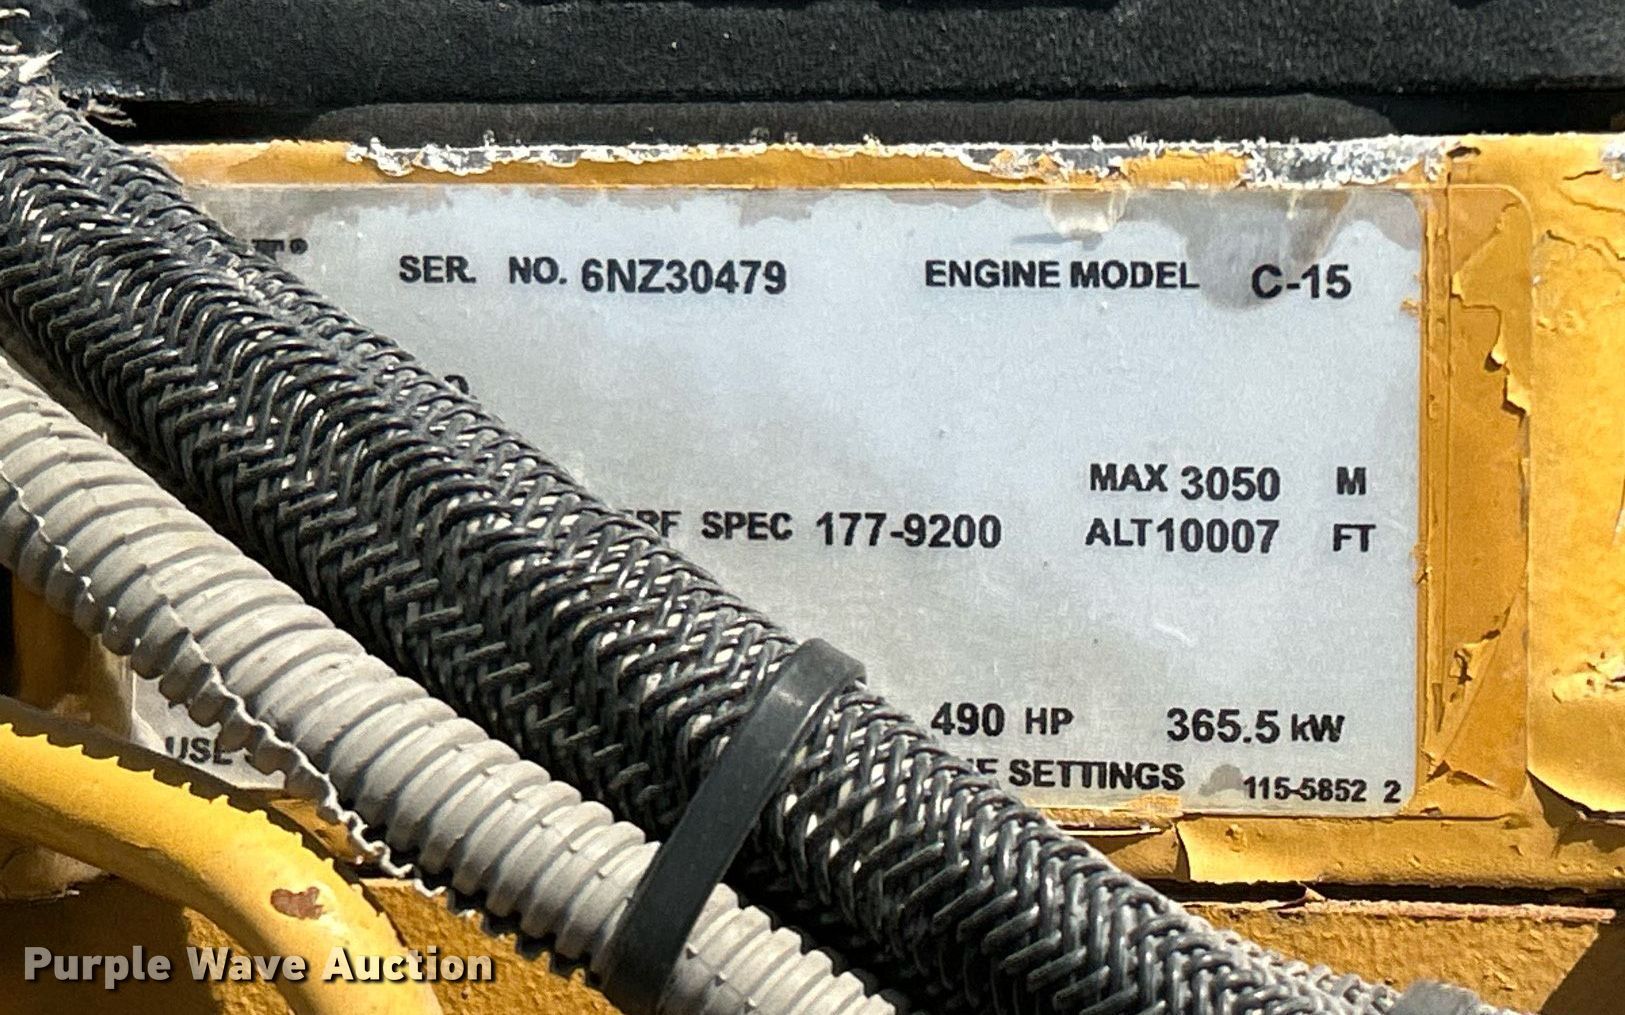 SER. NO. 6NZ30479 ENGINE MODEL C-15
MAX 3050 M
SPEC 177-9200 ALT 10007 FT
490 HP 365.5 kW
USE SETTINGS 115-5852 2
Purple Wave Auction